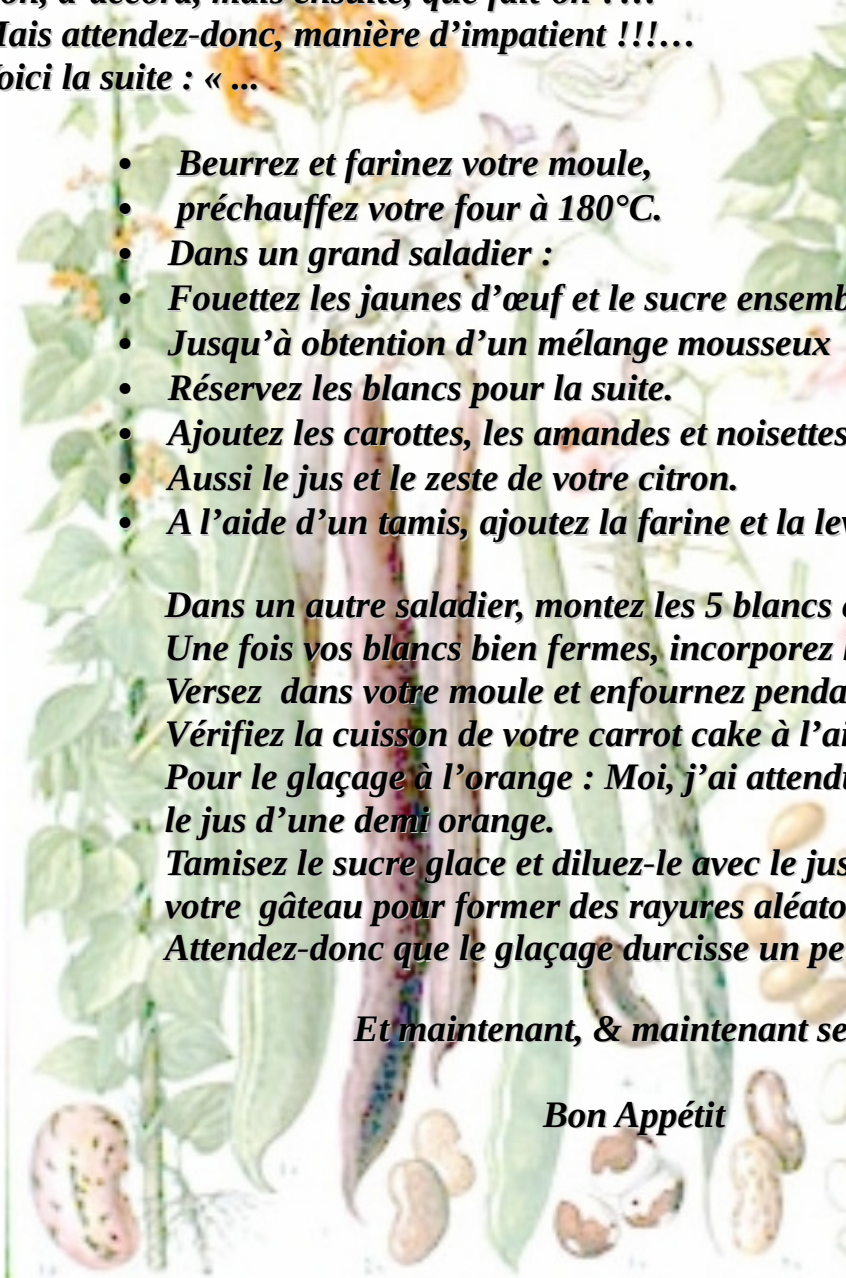 d'accord, mais ensuite, que fait-on ?…
Mais attendez-donc, manière d’impatient !!!…
Voici la suite : « ...
• Beurrez et farinez votre moule,
• préchauffez votre four à 180°C.
• Dans un grand saladier :
• Fouettez les jaunes d’œuf et le sucre ensemb
• Jusqu’à obtention d’un mélange mousseux
• Réservez les blancs pour la suite.
• Ajoutez les carottes, les amandes et noisettes
• Aussi le jus et le zeste de votre citron.
• A l’aide d’un tamis, ajoutez la farine et la lev
Dans un autre saladier, montez les 5 blancs
Une fois vos blancs bien fermes, incorporez
Versez dans votre moule et enfournez penda
Vérifiez la cuisson de votre carrot cake à l’ai
Pour le glaçage à l’orange : Moi, j’ai attendu
le jus d’une demi orange.
Tamisez le sucre glace et diluez-le avec le jus
votre gâteau pour former des rayures aléato
Attendez-donc que le glaçage durcisse un pe
Et maintenant, & maintenant se
Bon Appétit